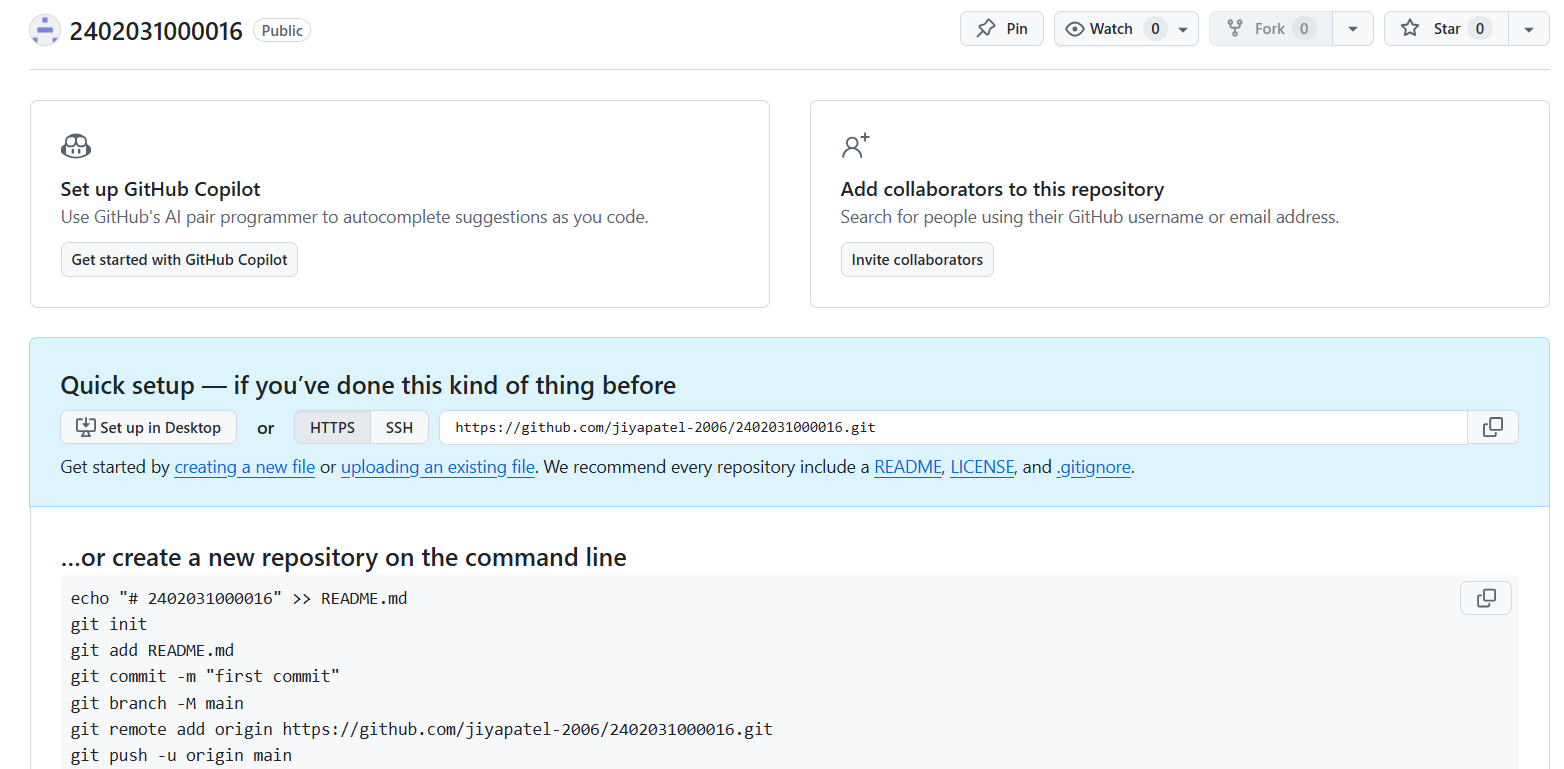 2402031000016 Public Pin Watch 0 Fork 0 Star 0
Set up GitHub Copilot
Use GitHub's AI pair programmer to autocomplete suggestions as you code.
Get started with GitHub Copilot
Add collaborators to this repository
Search for people using their GitHub username or email address.
Invite collaborators
Quick setup — if you’ve done this kind of thing before
Set up in Desktop or HTTPS SSH https://github.com/jiyapatel-2006/2402031000016.git
Get started by creating a new file or uploading an existing file. We recommend every repository include a README, LICENSE, and .gitignore.
…or create a new repository on the command line
echo "# 2402031000016" >> README.md
git init
git add README.md
git commit -m "first commit"
git branch -M main
git remote add origin https://github.com/jiyapatel-2006/2402031000016.git
git push -u origin main